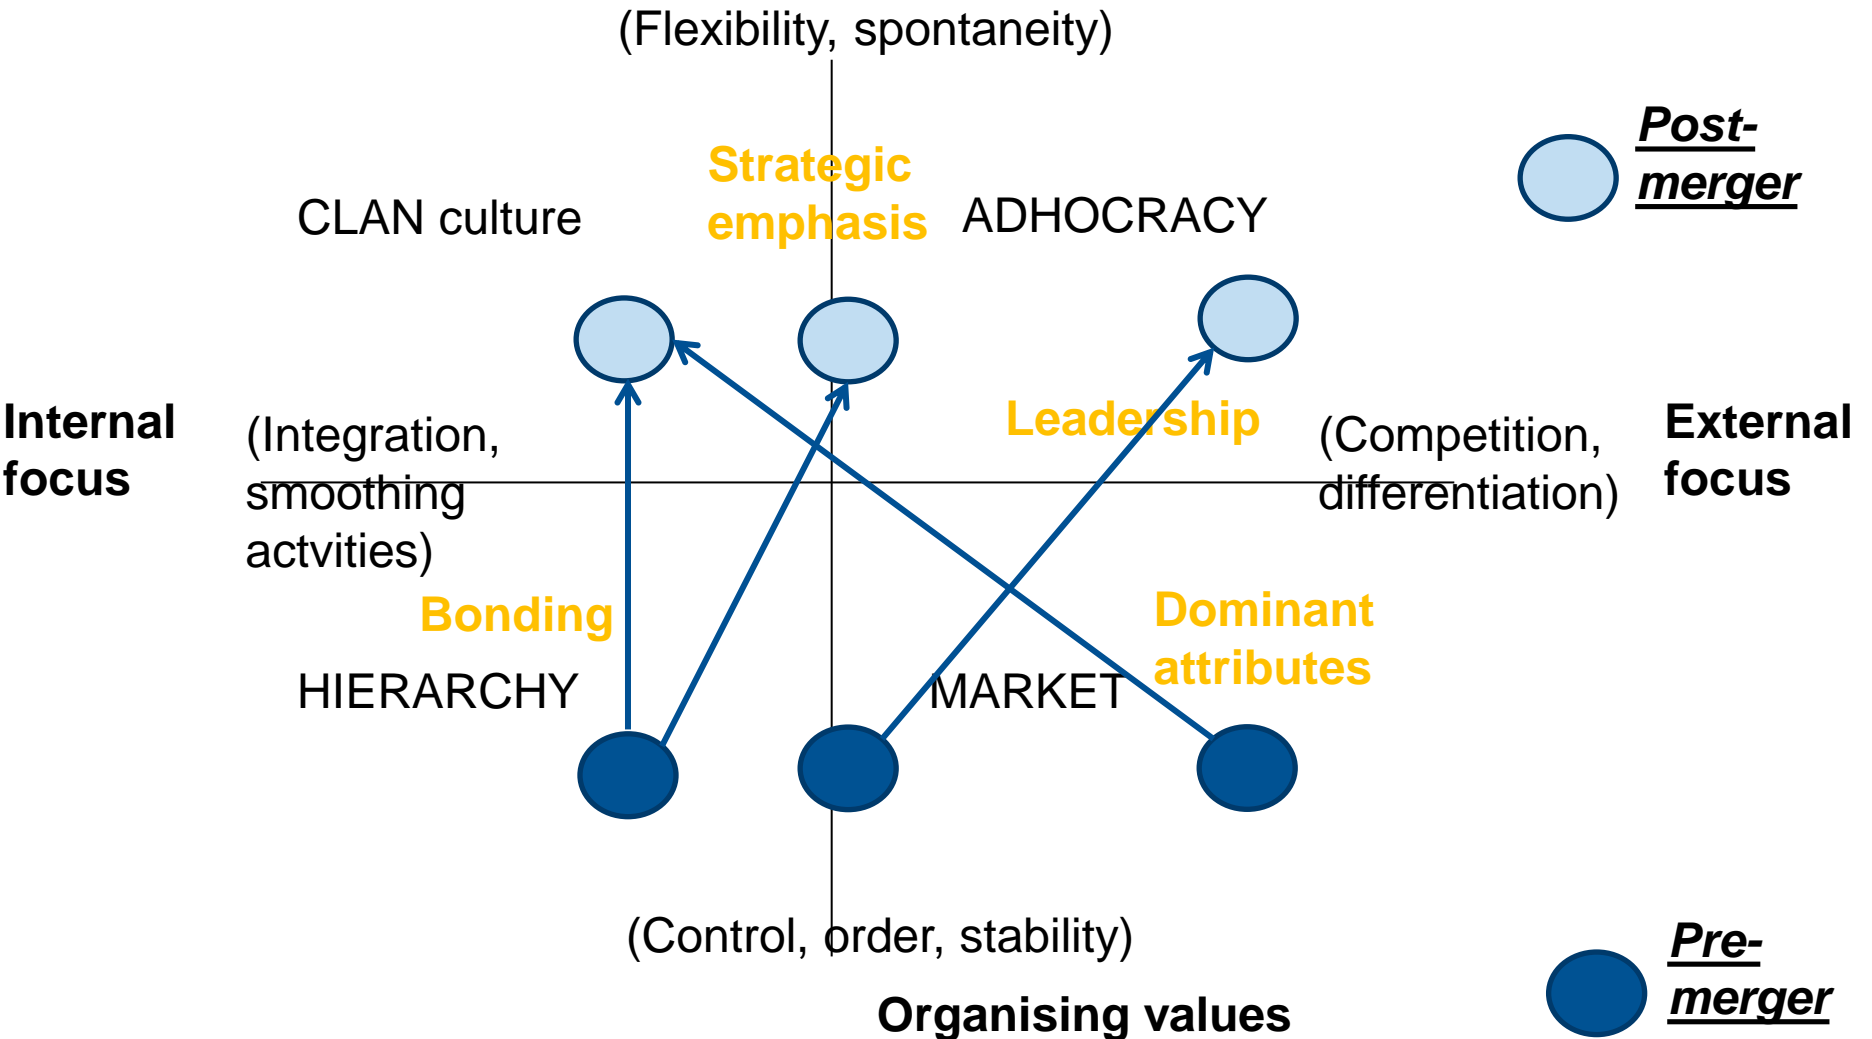 (Flexibility, spontaneity)
Post-
merger
Strategic
emphasis
CLAN culture
ADHOCRACY
Internal
focus
(Integration,
smoothing
actvities)
Leadership
(Competition,
differentiation)
External
focus
Bonding
Dominant
attributes
HIERARCHY
MARKET
(Control, order, stability)
Pre-
merger
Organising values